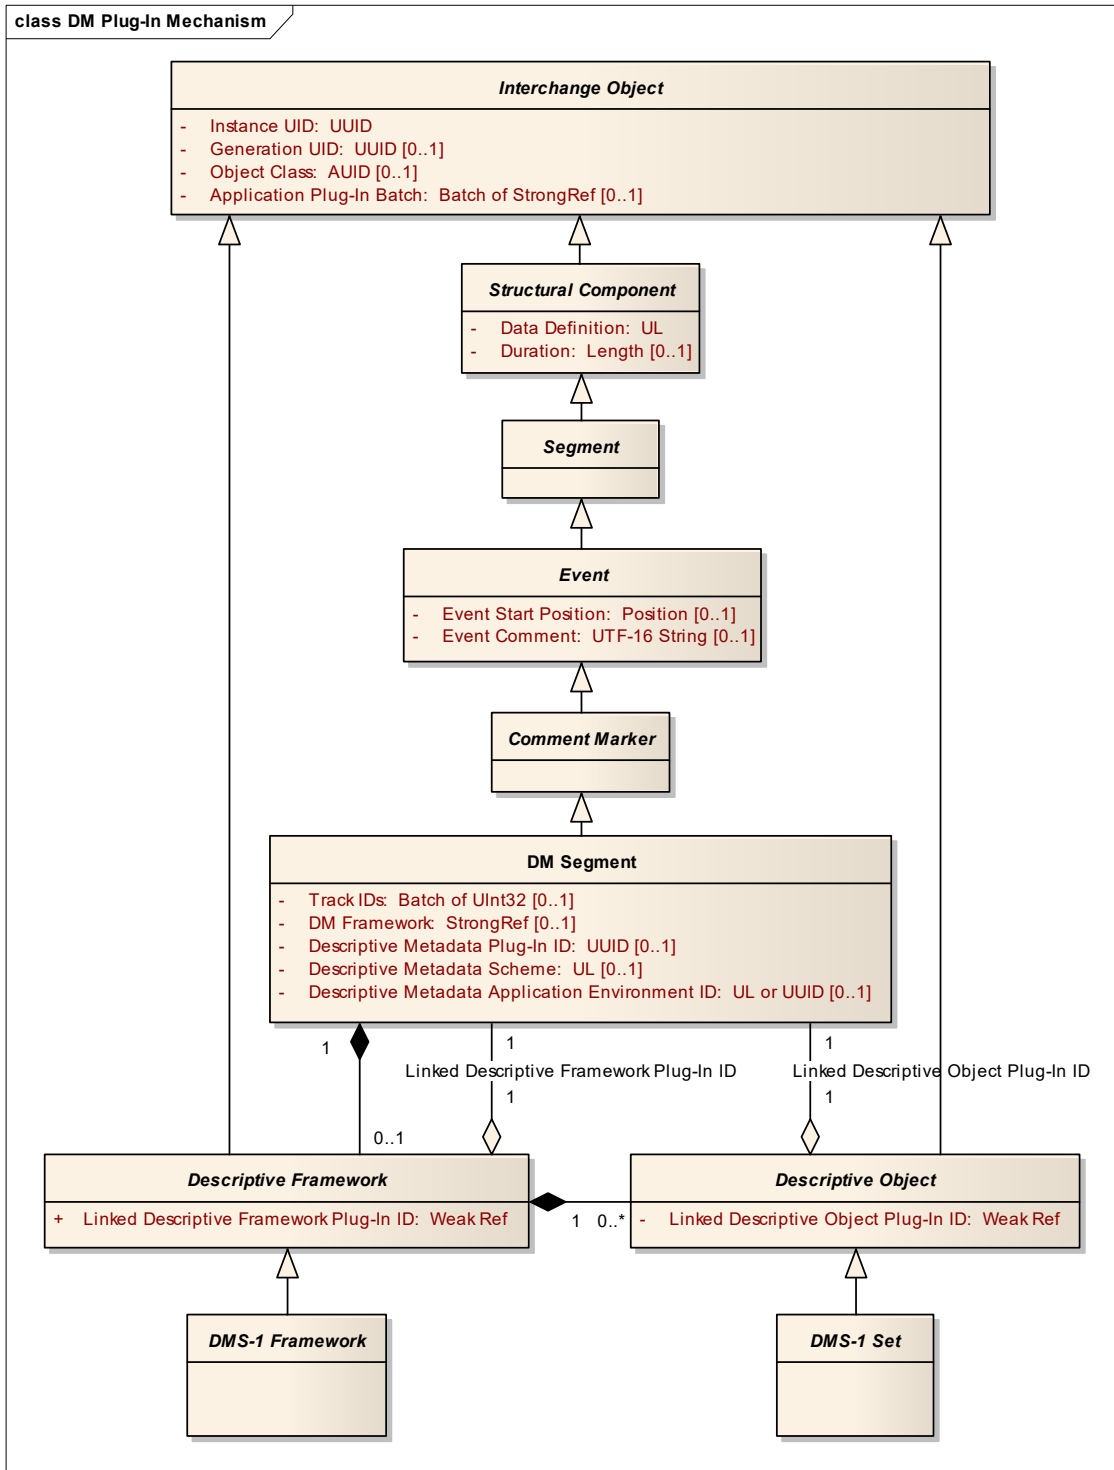 class DM Plug-In Mechanism
Interchange Object
- Instance UID: UUID
- Generation UID: UUID [0..1]
- Object Class: AUID [0..1]
- Application Plug-In Batch: Batch of StrongRef [0..1]
Structural Component
- Data Definition: UL
- Duration: Length [0..1]
Segment
Event
- Event Start Position: Position [0..1]
- Event Comment: UTF-16 String [0..1]
Comment Marker
DM Segment
- Track IDs: Batch of UInt32 [0..1]
- DM Framework: StrongRef [0..1]
- Descriptive Metadata Plug-In ID: UUID [0..1]
- Descriptive Metadata Scheme: UL [0..1]
- Descriptive Metadata Application Environment ID: UL or UUID [0..1]
1 1 1
Linked Descriptive Framework Plug-In ID Linked Descriptive Object Plug-In ID
1 1
0..1
Descriptive Framework
+ Linked Descriptive Framework Plug-In ID: Weak Ref
1 0..*
Descriptive Object
- Linked Descriptive Object Plug-In ID: Weak Ref
DMS-1 Framework
DMS-1 Set